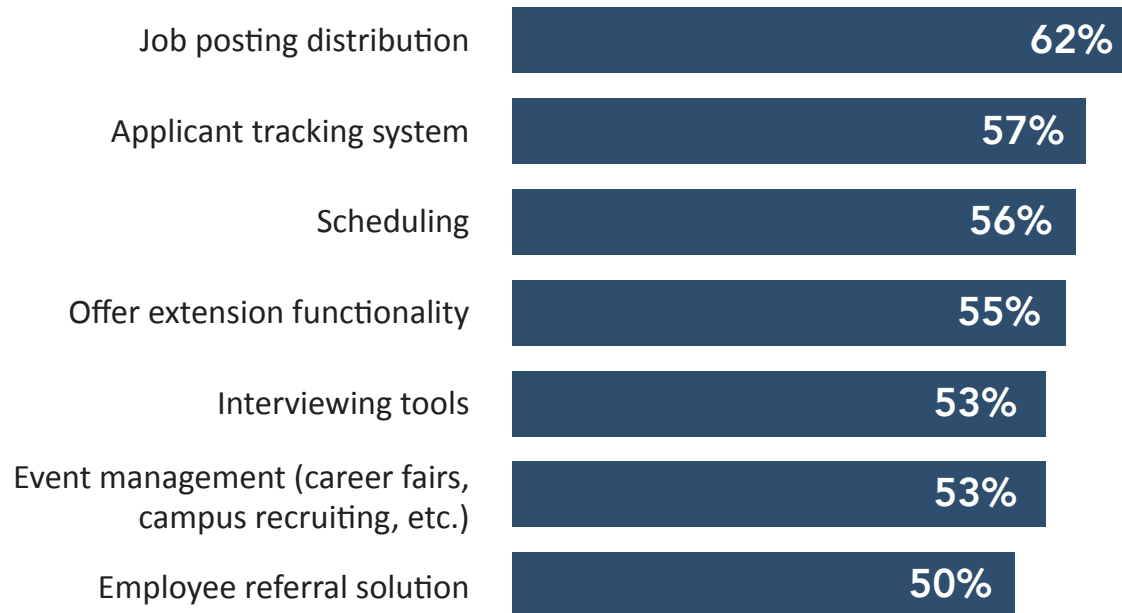 Job posting distribution 62%
Applicant tracking system 57%
Scheduling 56%
Offer extension functionality 55%
Interviewing tools 53%
Event management (career fairs,
campus recruiting, etc.) 53%
Employee referral solution 50%